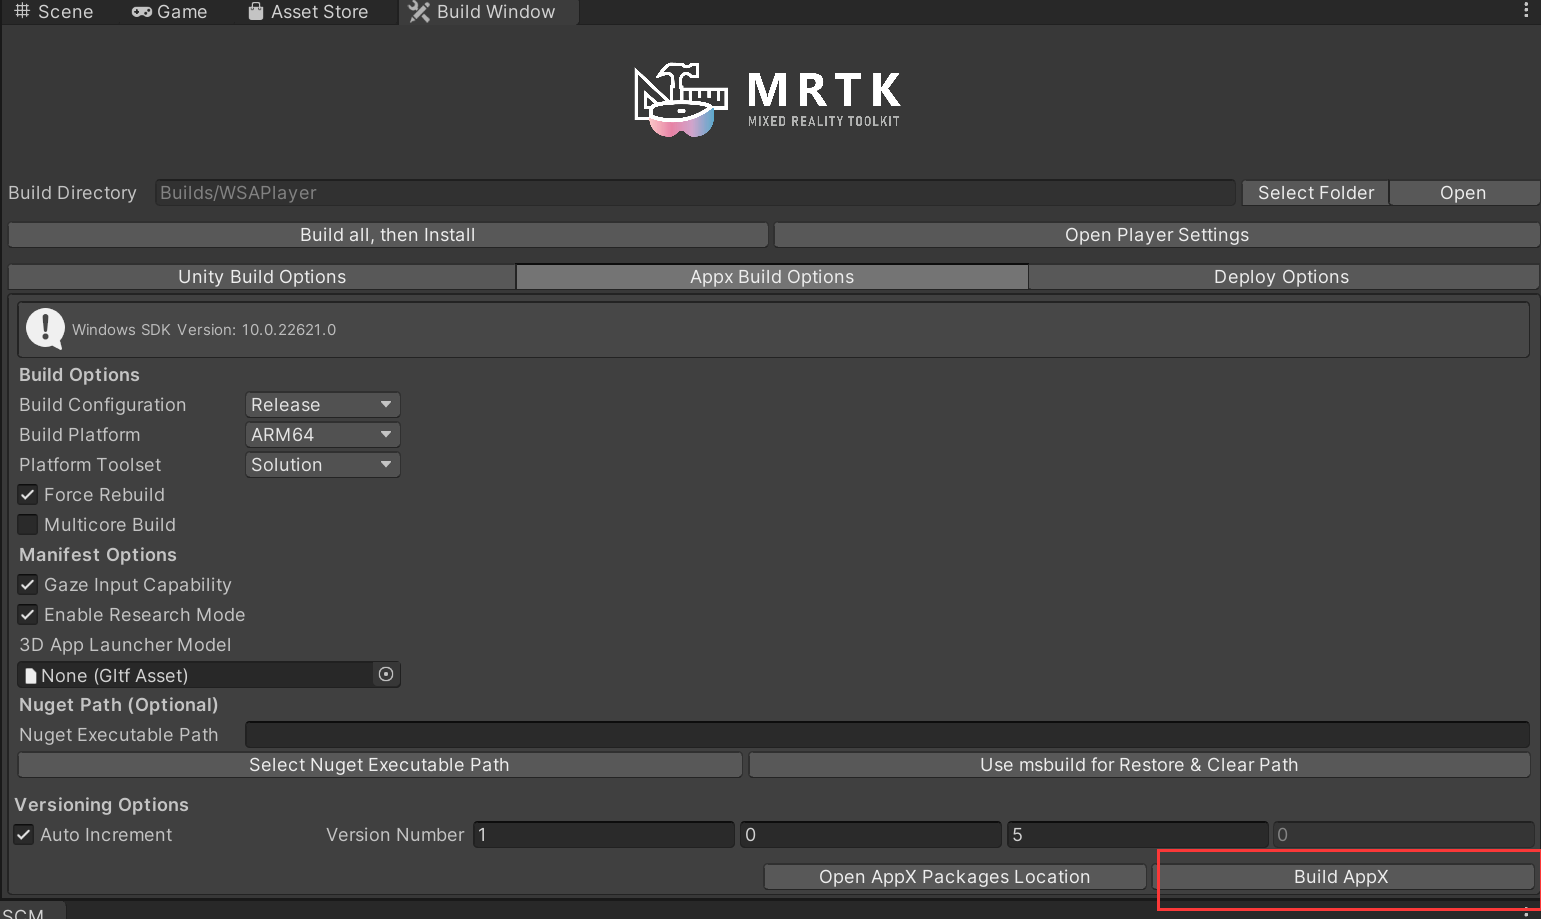 Scene Game Asset Store Build Window
MRTK
MIXED REALITY TOOLKIT
Build Directory Builds/WSAPlayer Select Folder Open
Build all, then Install Open Player Settings
Unity Build Options Appx Build Options Deploy Options
Windows SDK Version: 10.0.22621.0
Build Options
Build Configuration Release
Build Platform ARM64
Platform Toolset Solution
Force Rebuild
Multicore Build
Manifest Options
Gaze Input Capability
Enable Research Mode
3D App Launcher Model
None (Gltf Asset)
Nuget Path (Optional)
Nuget Executable Path
Select Nuget Executable Path Use msbuild for Restore & Clear Path
Versioning Options
Auto Increment Version Number 1 0 5 0
Open AppX Packages Location Build AppX
SCM